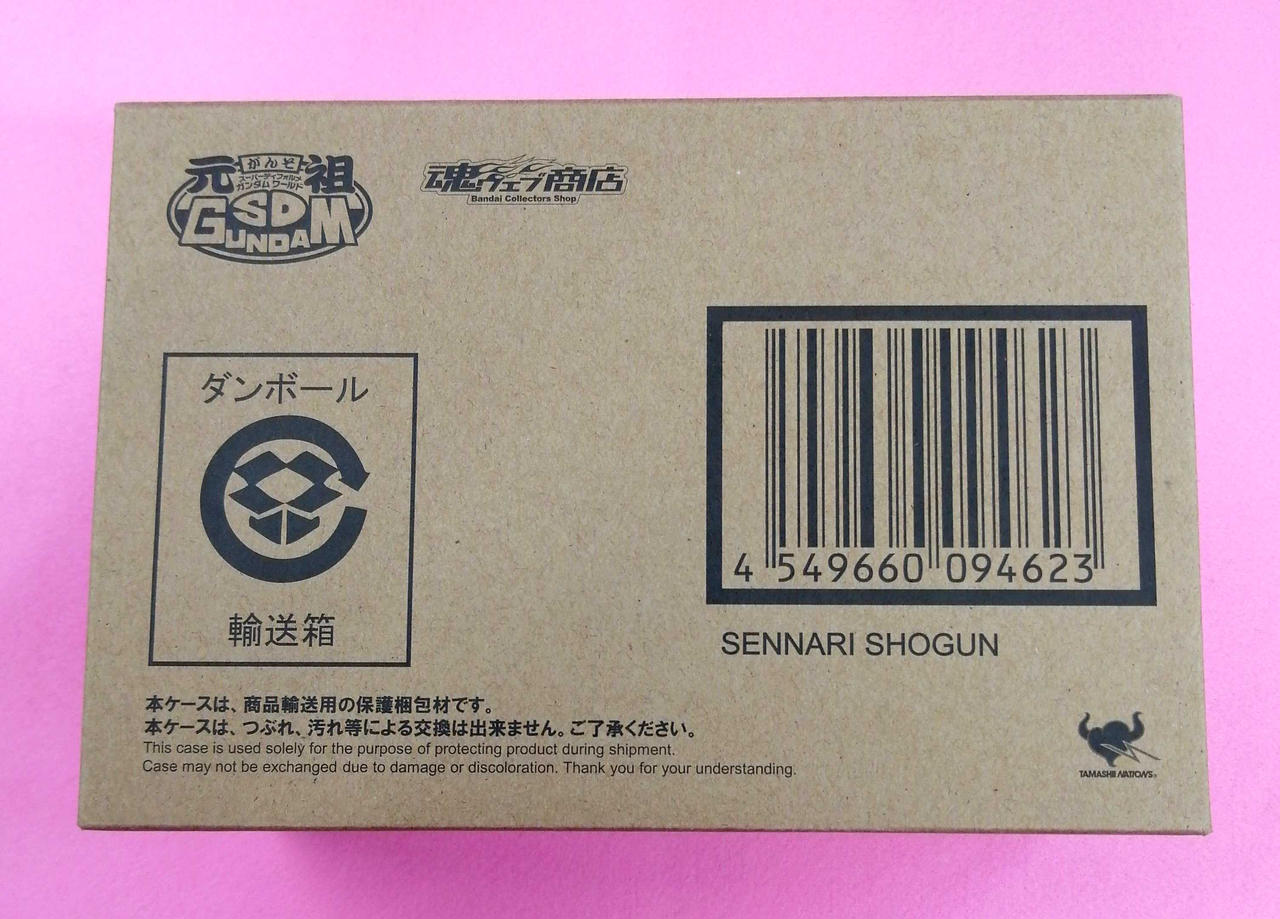 元祖
がんそ
スーパーディフォルメ
ガンダムワールド
SD
GUNDAM
魂ウェブ商店
Bandai Collectors Shop
ダンボール
輸送箱
4 549660 094623
SENNARI SHOGUN
本ケースは、商品輸送用の保護梱包材です。
本ケースは、つぶれ、汚れ等による交換は出来ません。ご了承ください。
This case is used solely for the purpose of protecting product during shipment.
Case may not be exchanged due to damage or discoloration. Thank you for your understanding.
TAMASHII NATIONS